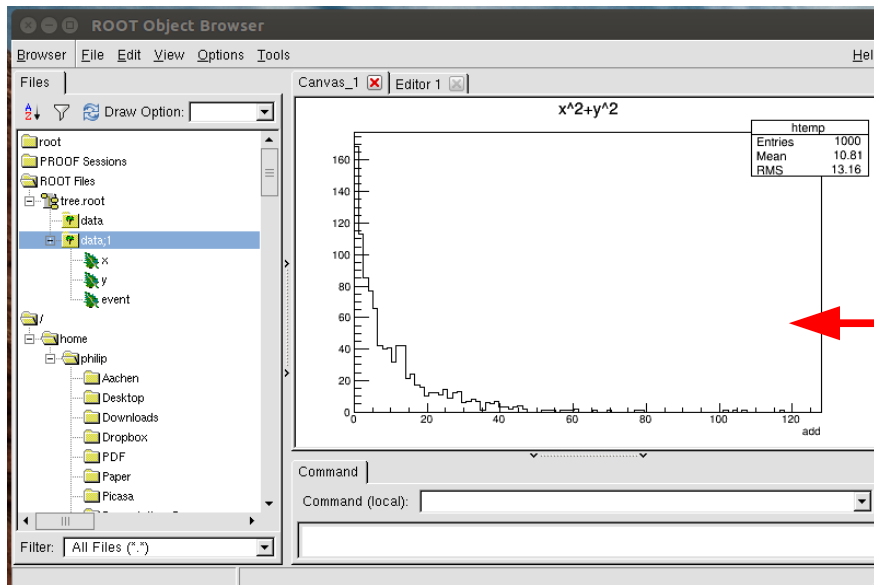 ROOT Object Browser
Browser File Edit View Options Tools
Files
Draw Option:
root
PROOF Sessions
ROOT Files
tree.root
data
data;1
x
y
event
/
home
philip
Aachen
Desktop
Downloads
Dropbox
PDF
Paper
Picasa
Filter: All Files (*.*)
Canvas_1 Editor 1
x^2+y^2
htemp
Entries 1000
Mean 10.81
RMS 13.16
160
140
120
100
80
60
40
20
0
0 20 40 60 80 100 120
add
Command
Command (local):